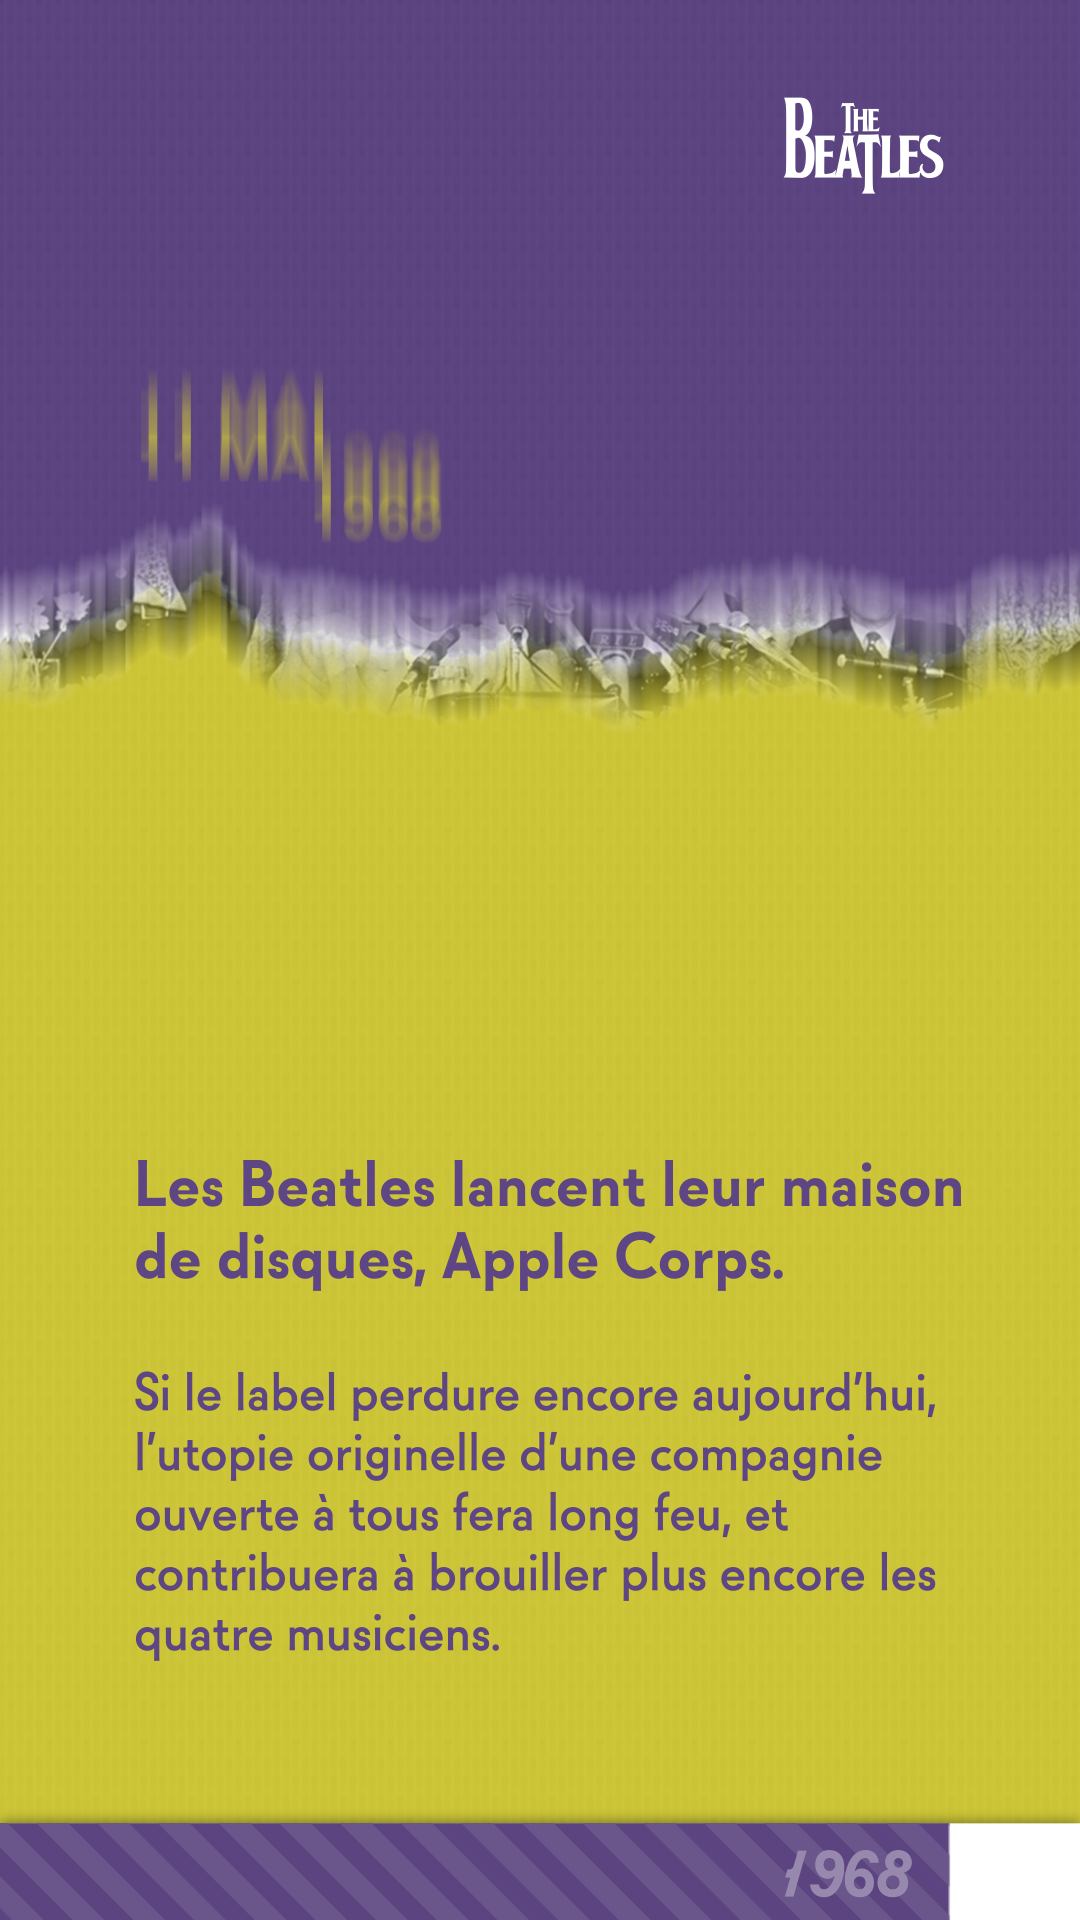 THE
BEATLES
11 MAI
1968
Les Beatles lancent leur maison
de disques, Apple Corps.
Si le label perdure encore aujourd’hui,
l’utopie originelle d’une compagnie
ouverte à tous fera long feu, et
contribuera à brouiller plus encore les
quatre musiciens.
1968